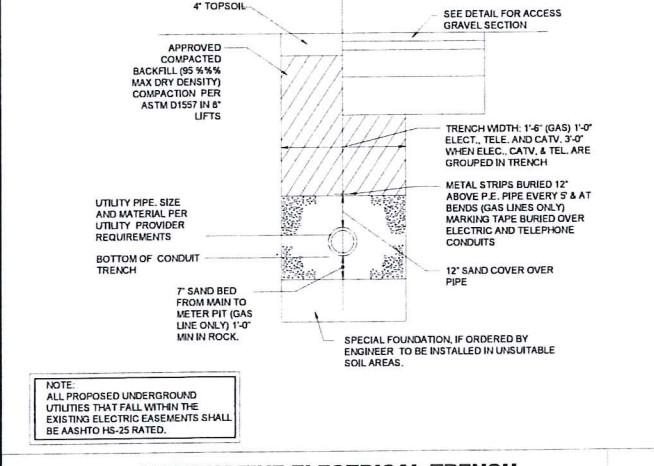 4" TOPSOIL
SEE DETAIL FOR ACCESS
GRAVEL SECTION
APPROVED
COMPACTED
BACKFILL (95 %%%
MAX DRY DENSITY)
COMPACTION PER
ASTM D1557 IN 8"
LIFTS
TRENCH WIDTH: 1'-6" (GAS) 1'-0"
ELECT., TELE. AND CATV. 3'-0"
WHEN ELEC., CATV, & TEL. ARE
GROUPED IN TRENCH
METAL STRIPS BURIED 12"
ABOVE P.E. PIPE EVERY 5' & AT
BENDS (GAS LINES ONLY)
MARKING TAPE BURIED OVER
ELECTRIC AND TELEPHONE
CONDUITS
UTILITY PIPE. SIZE
AND MATERIAL PER
UTILITY PROVIDER
REQUIREMENTS
BOTTOM OF CONDUIT
TRENCH
12" SAND COVER OVER
PIPE
7" SAND BED
FROM MAIN TO
METER PIT (GAS
LINE ONLY) 1'-0"
MIN IN ROCK.
SPECIAL FOUNDATION, IF ORDERED BY
ENGINEER TO BE INSTALLED IN UNSUITABLE
SOIL AREAS.
NOTE:
ALL PROPOSED UNDERGROUND
UTILITIES THAT FALL WITHIN THE
EXISTING ELECTRIC EASEMENTS SHALL
BE AASHTO HS-25 RATED.
ELECTRICAL TRENCH